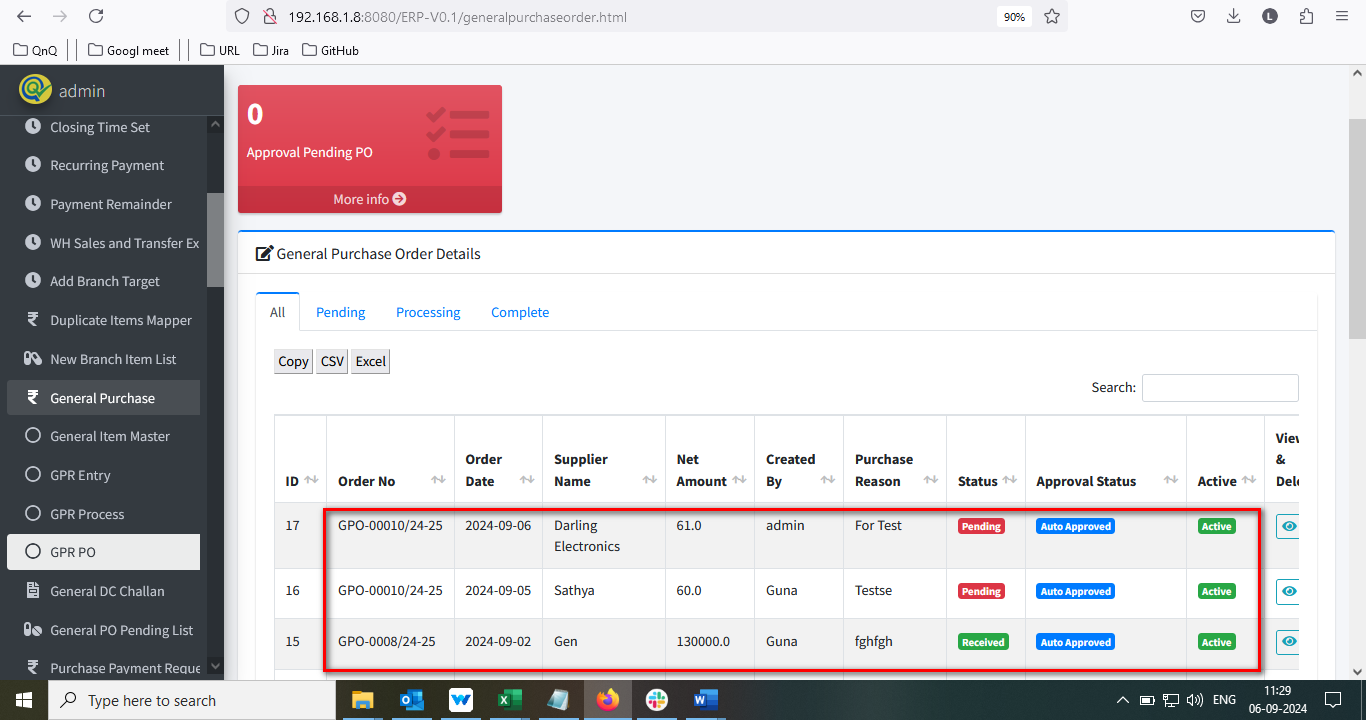 192.168.1.8:8080/ERP-V0.1/generalpurchaseorder.html
90%
L
QnQ
Googl meet
URL
Jira
GitHub
admin
Closing Time Set
Recurring Payment
Payment Remainder
WH Sales and Transfer Ex
Add Branch Target
Duplicate Items Mapper
New Branch Item List
General Purchase
General Item Master
GPR Entry
GPR Process
GPR PO
General DC Challan
General PO Pending List
Purchase Payment Reque
0
Approval Pending PO
More info
General Purchase Order Details
All Pending Processing Complete
Copy CSV Excel
Search:
ID Order No Order Date Supplier Name Net Amount Created By Purchase Reason Status Approval Status Active View & Dele
17 GPO-00010/24-25 2024-09-06 Darling Electronics 61.0 admin For Test Pending Auto Approved Active
16 GPO-00010/24-25 2024-09-05 Sathya 60.0 Guna Testse Pending Auto Approved Active
15 GPO-0008/24-25 2024-09-02 Gen 130000.0 Guna fghfgh Received Auto Approved Active
Type here to search
ENG
11:29
06-09-2024